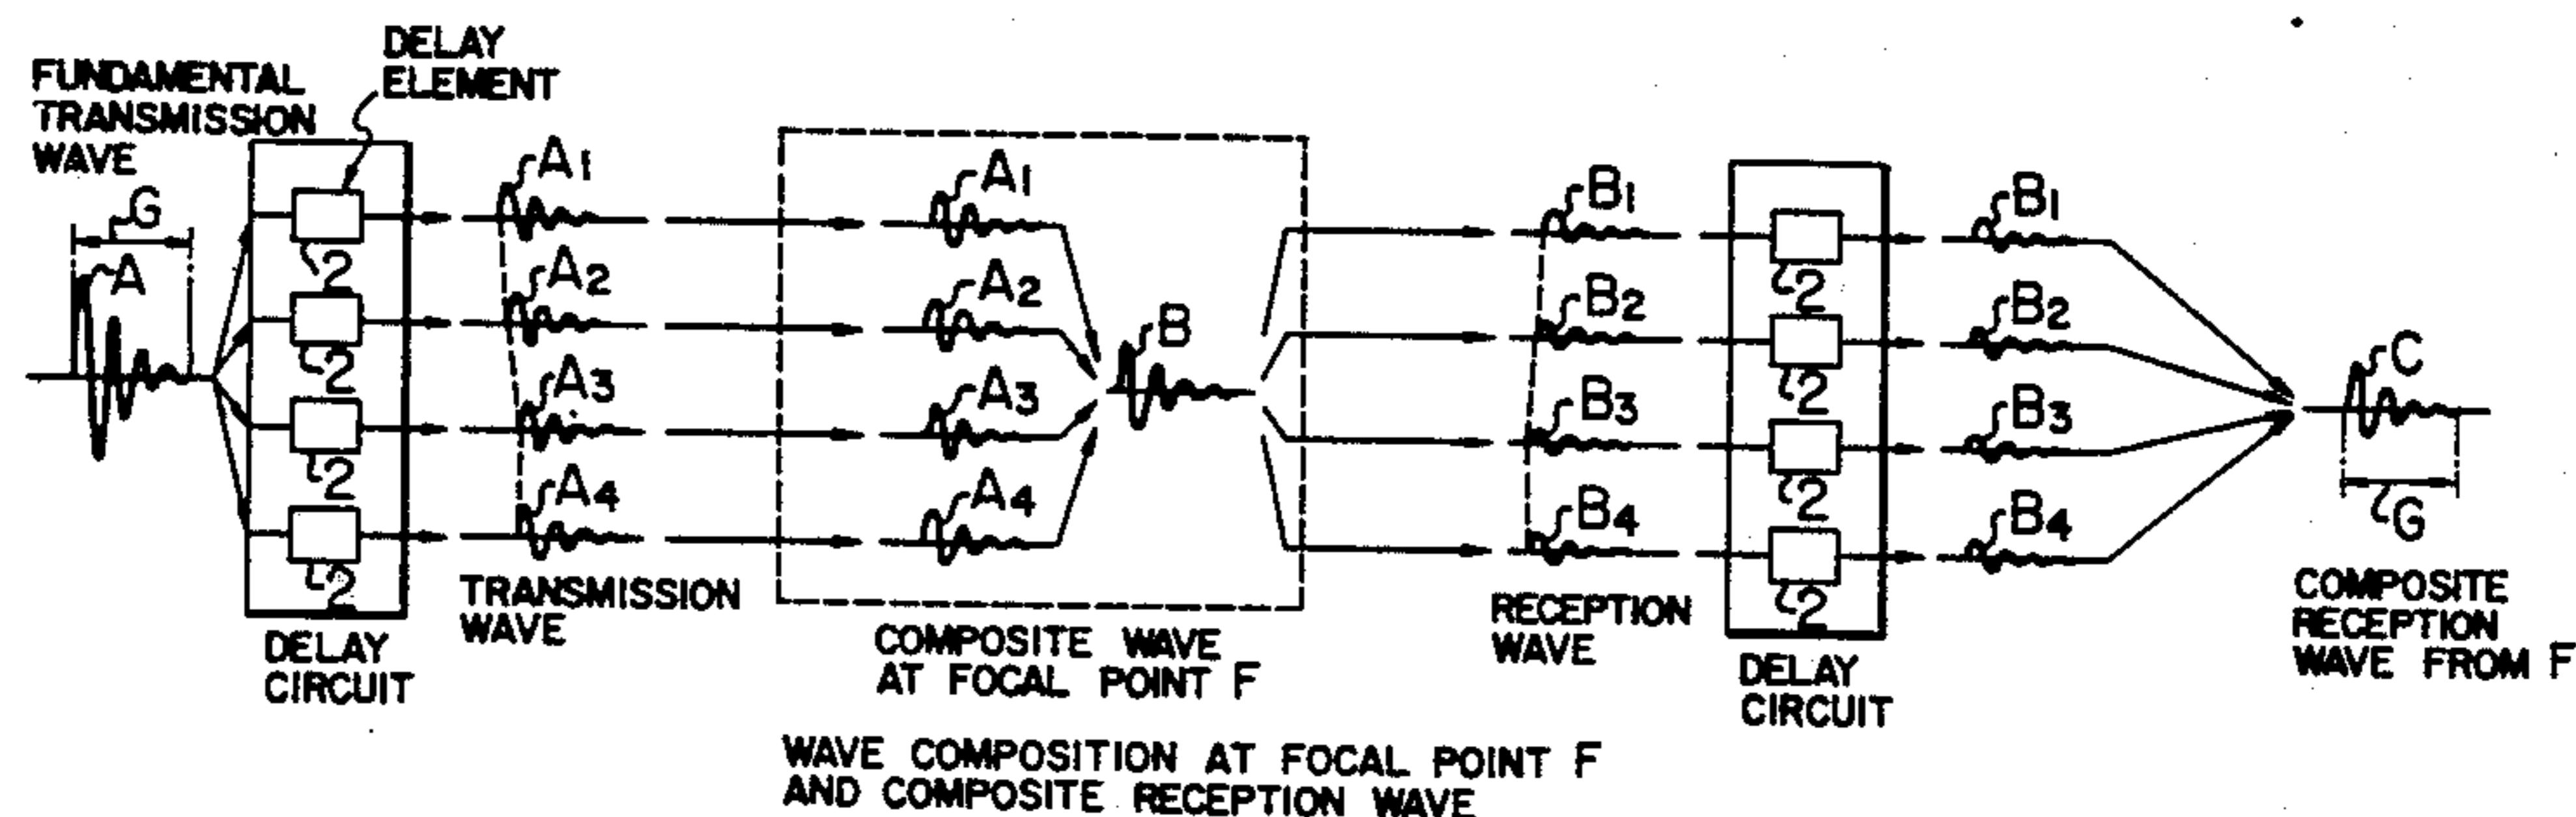 FUNDAMENTAL
TRANSMISSION
WAVE
DELAY
ELEMENT
G
A
2
2
2
2
DELAY
CIRCUIT
A1
A2
A3
A4
TRANSMISSION
WAVE
A1
A2
A3
A4
B
COMPOSITE WAVE
AT FOCAL POINT F
B1
B2
B3
B4
RECEPTION
WAVE
2
2
2
2
DELAY
CIRCUIT
B1
B2
B3
B4
C
G
COMPOSITE
RECEPTION
WAVE FROM F
WAVE COMPOSITION AT FOCAL POINT F
AND COMPOSITE RECEPTION WAVE